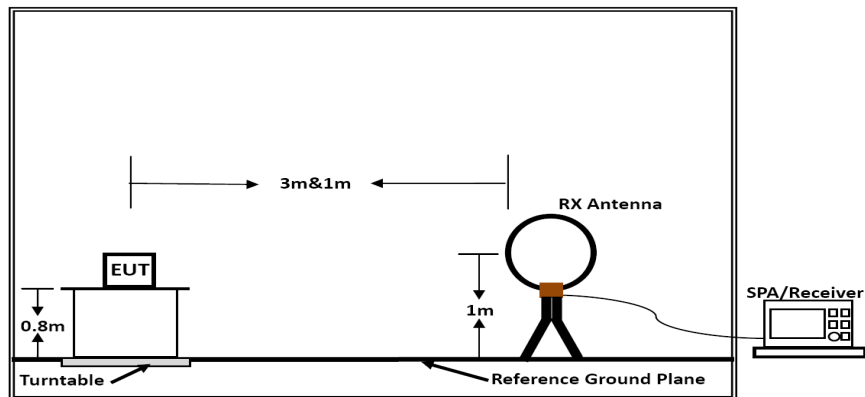 3m&1m
RX Antenna
EUT
SPA/Receiver
0.8m
1m
Turntable
Reference Ground Plane